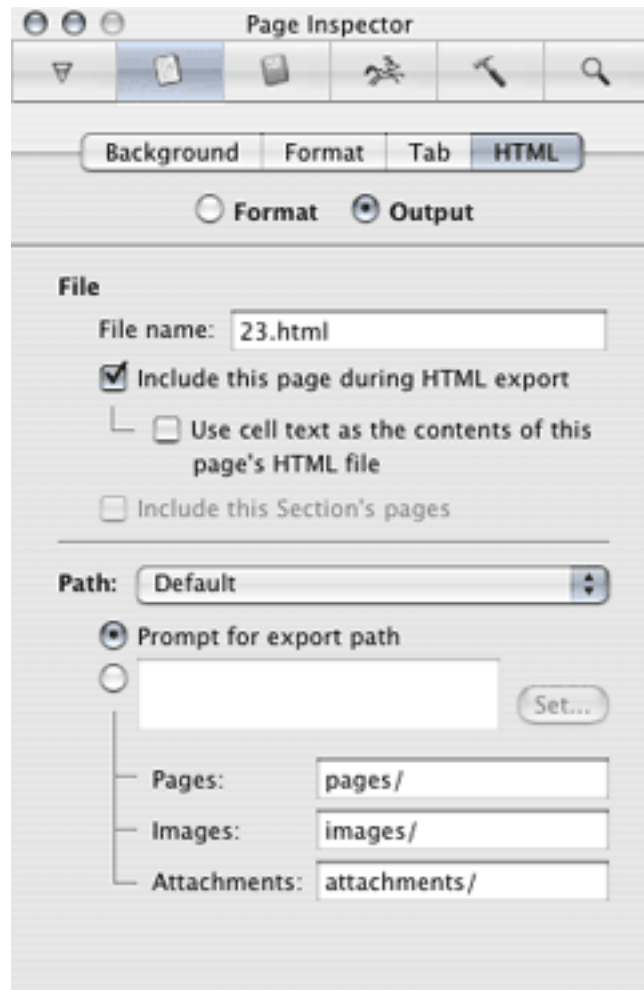 Page Inspector
Background Format Tab HTML
Format Output
File
File name: 23.html
Include this page during HTML export
Use cell text as the contents of this
page's HTML file
Include this Section's pages
Path: Default
Prompt for export path
Set...
Pages: pages/
Images: images/
Attachments: attachments/